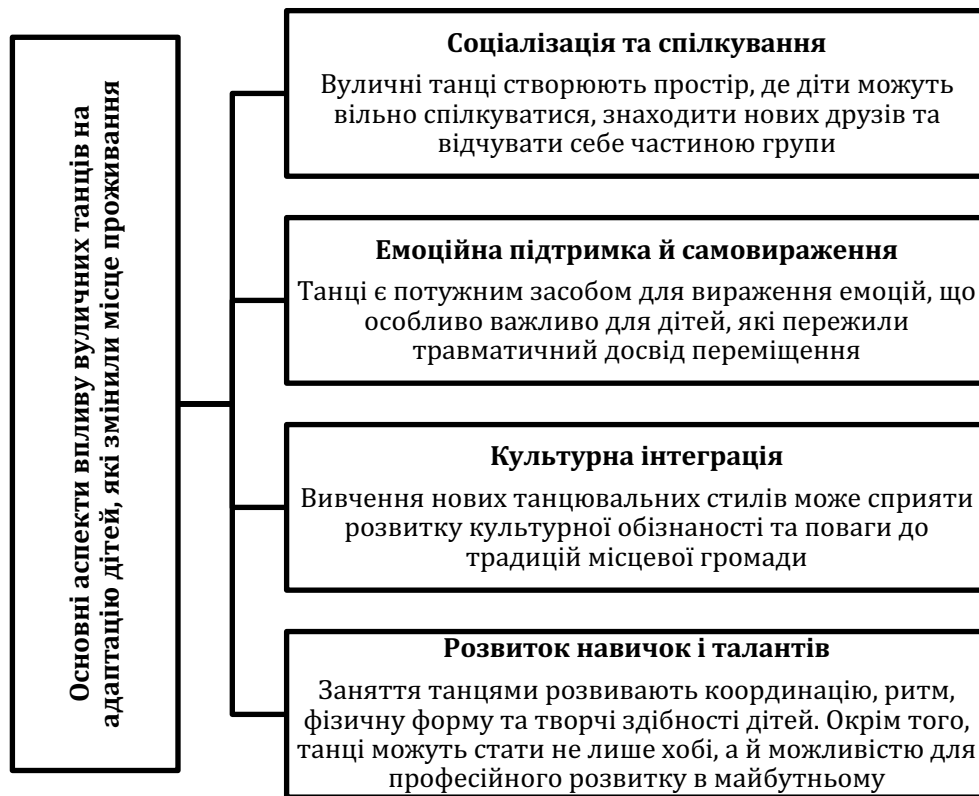 Основні аспекти впливу вуличних танців на
адаптацію дітей, які змінили місце проживання
Соціалізація та спілкування
Вуличні танці створюють простір, де діти можуть
вільно спілкуватися, знаходити нових друзів та
відчувати себе частиною групи
Емоційна підтримка й самовираження
Танці є потужним засобом для вираження емоцій, що
особливо важливо для дітей, які пережили
травматичний досвід переміщення
Культурна інтеграція
Вивчення нових танцювальних стилів може сприяти
розвитку культурної обізнаності та поваги до
традицій місцевої громади
Розвиток навичок і талантів
Заняття танцями розвивають координацію, ритм,
фізичну форму та творчі здібності дітей. Окрім того,
танці можуть стати не лише хобі, а й можливістю для
професійного розвитку в майбутньому